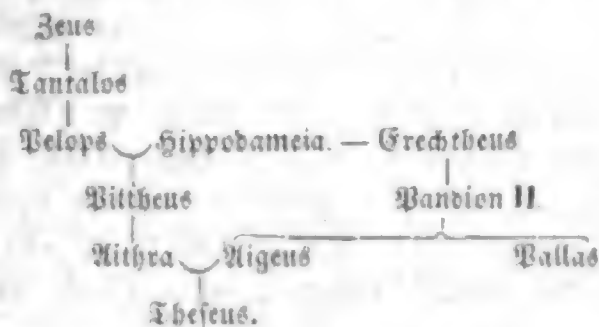 Zeus
Tantalos
Pelops Hippodameia. — Erechtheus
Pittheus Pandion II.
Aithra Aigeus Pallas
Theseus.